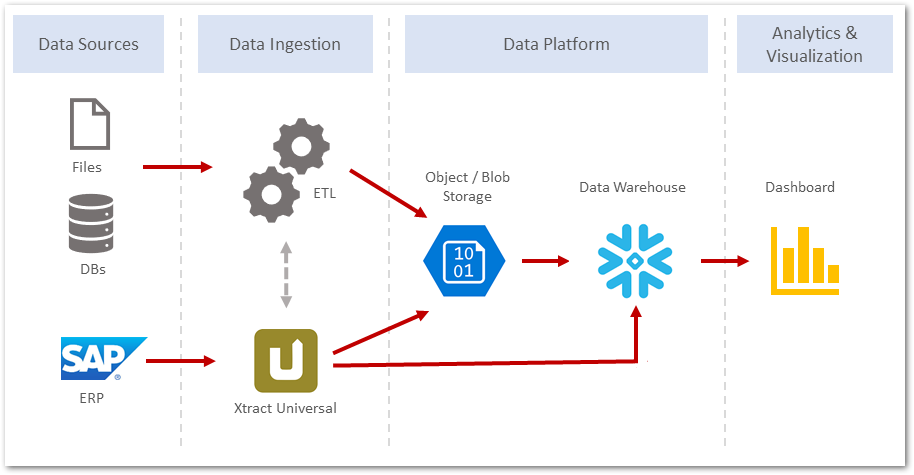 Data Sources
Data Ingestion
Data Platform
Analytics &
Visualization
Files
DBs
ETL
Object / Blob
Storage
10
01
Data Warehouse
Dashboard
SAP®
ERP
U
Xtract Universal